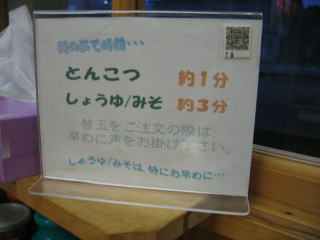 麺の茹で時間・・・
とんこつ 約1分
しょうゆ/みそ 約3分
替玉をご注文の際は、
早めに声をお掛け下さい。
しょうゆ/みそは、特にお早めに・・・